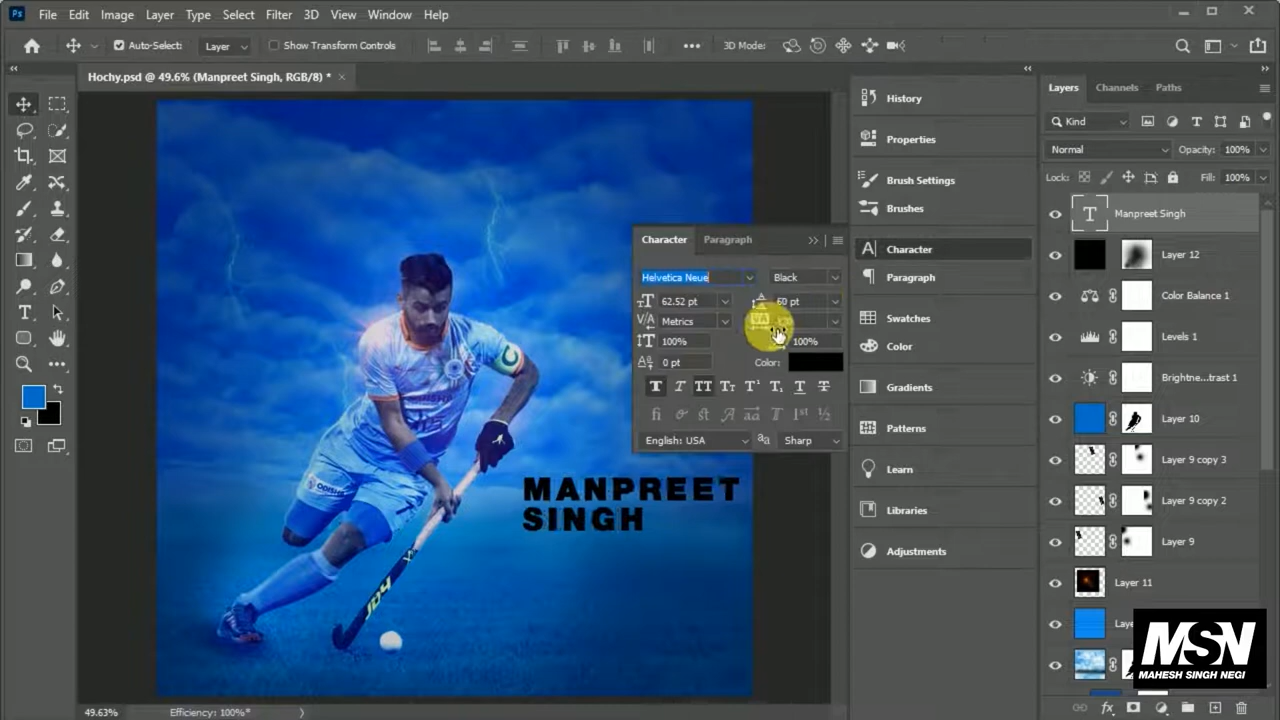 Ps File Edit Image Layer Type Select Filter 3D View Window Help
Auto-Select: Layer Show Transform Controls 3D Mode:
Hochy.psd @ 49.6% (Manpreet Singh, RGB/8) * ×
History
Properties
Brush Settings
Brushes
Character
Paragraph
Swatches
Color
Gradients
Patterns
Learn
Libraries
Adjustments
Character Paragraph
Helvetica Neue Black
62.52 pt 60 pt
Metrics
100% 100%
0 pt Color:
English: USA Sharp
MANPREET
SINGH
JDH
Layers Channels Paths
Kind
Normal Opacity: 100%
Lock: Fill: 100%
Manpreet Singh
Layer 12
Color Balance 1
Levels 1
Brightne...trast 1
Layer 10
Layer 9 copy 3
Layer 9 copy 2
Layer 9
Layer 11
MSN
MAHESH SINGH NEGI
49.63% Efficiency: 100%*